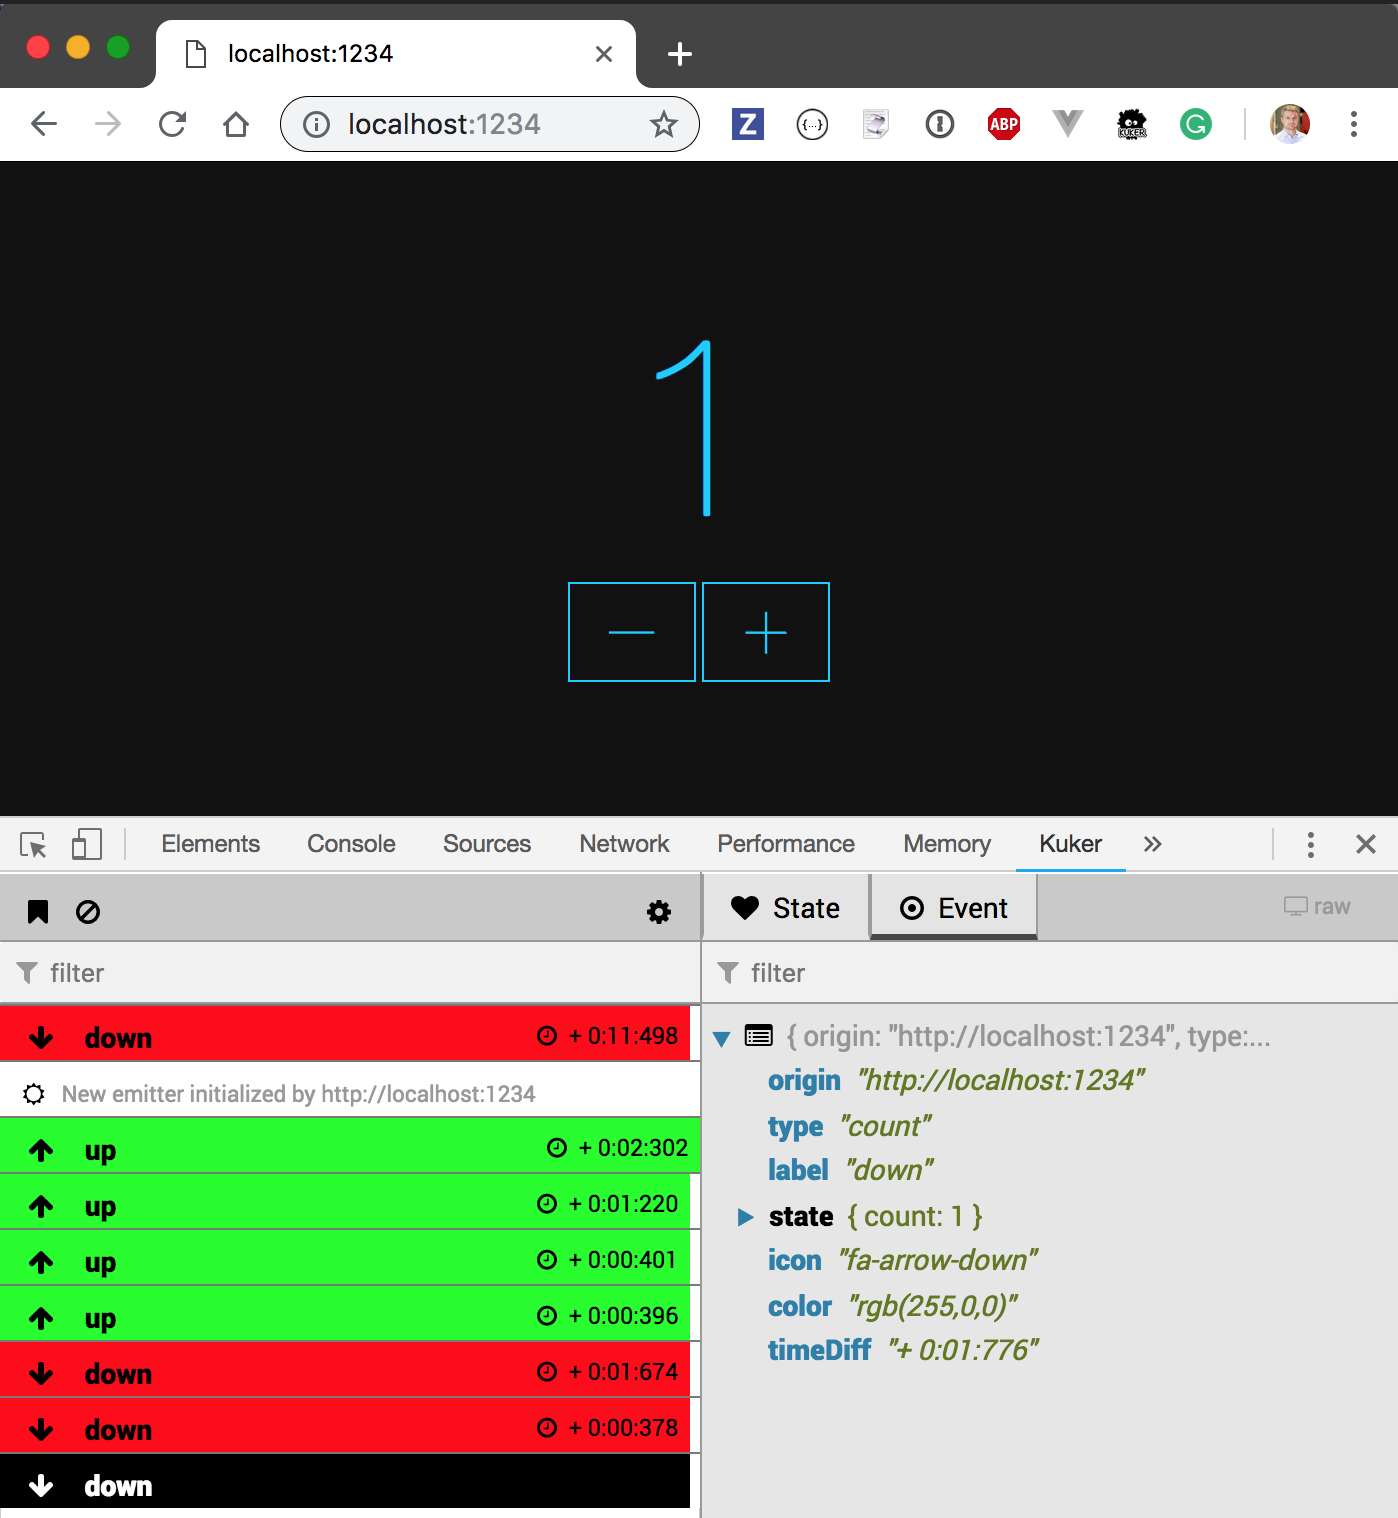 localhost:1234
localhost:1234
Z
{...}
ABP
KUKER
G
1
− +
Elements Console Sources Network Performance Memory Kuker »
State Event raw
filter
down + 0:11:498
New emitter initialized by http://localhost:1234
up + 0:02:302
up + 0:01:220
up + 0:00:401
up + 0:00:396
down + 0:01:674
down + 0:00:378
down
filter
{ origin: "http://localhost:1234", type:...
origin "http://localhost:1234"
type "count"
label "down"
state { count: 1 }
icon "fa-arrow-down"
color "rgb(255,0,0)"
timeDiff "+ 0:01:776"